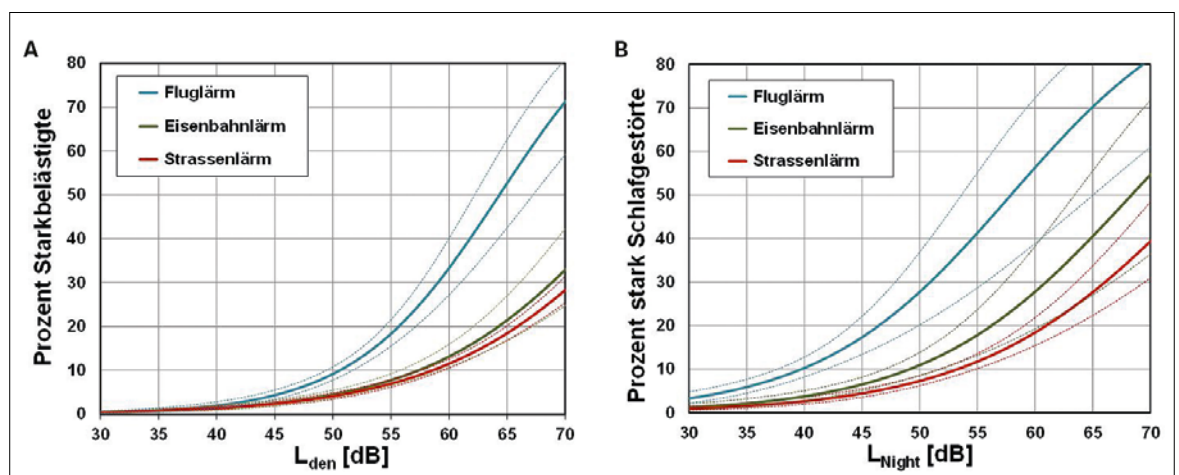 A
Prozent Starkbelästigte
80
70
60
50
40
30
20
10
0
Fluglärm
Eisenbahnlärm
Strassenlärm
30 35 40 45 50 55 60 65 70
Lden [dB]
B
Prozent stark Schlafgestörte
80
70
60
50
40
30
20
10
0
Fluglärm
Eisenbahnlärm
Strassenlärm
30 35 40 45 50 55 60 65 70
LNight [dB]